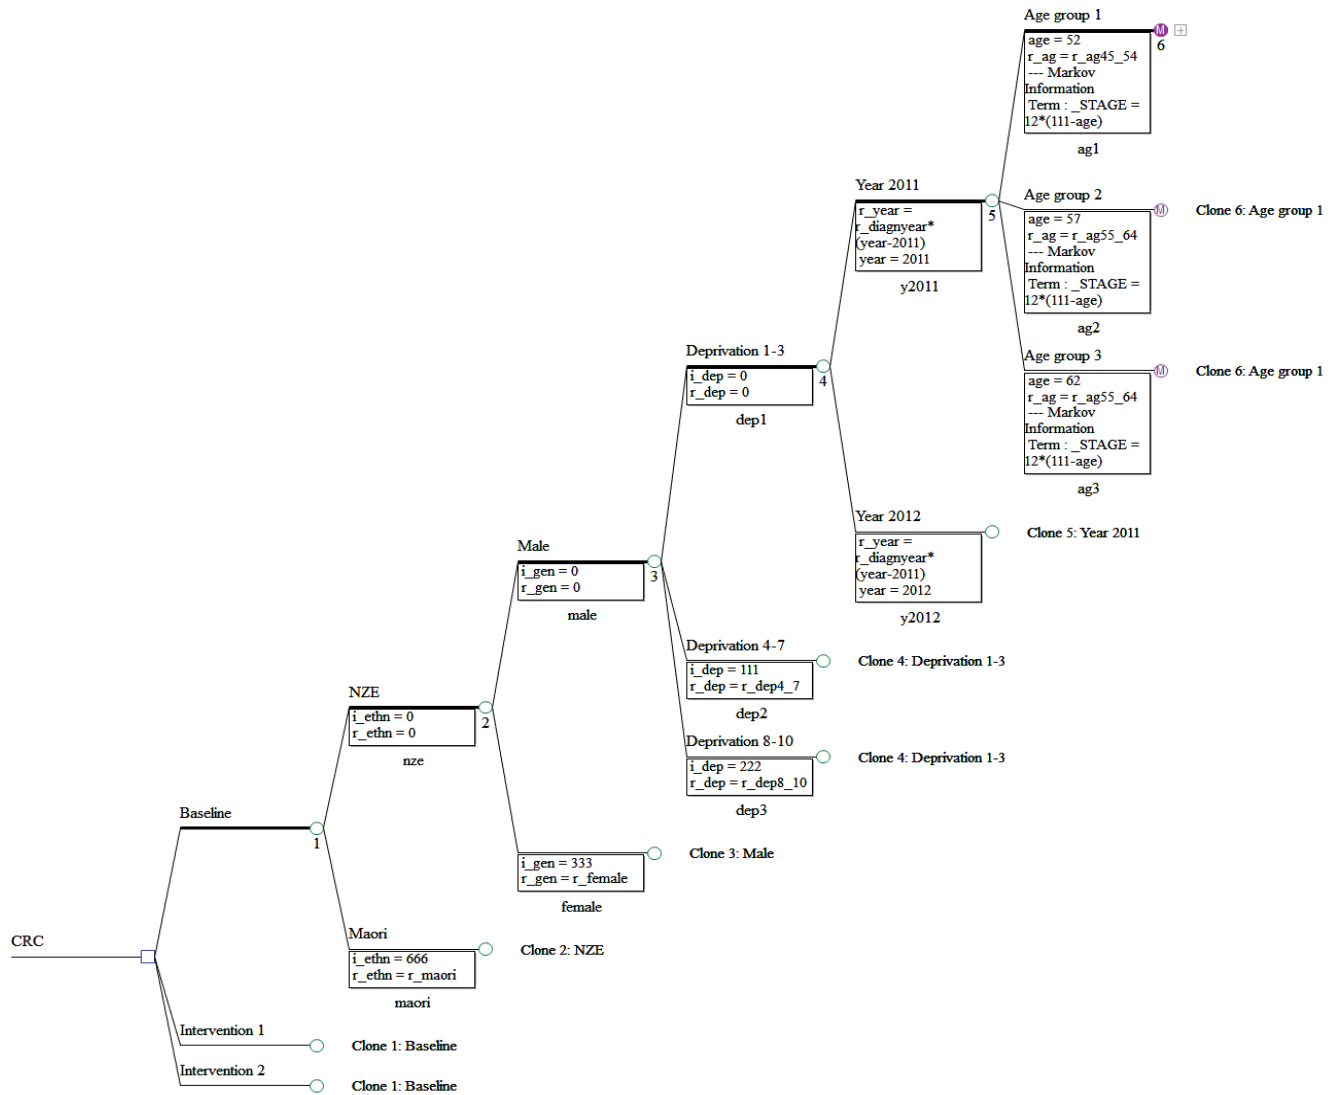 Age group 1
M
+
6
age = 52
r_ag = r_ag45_54
--- Markov
Information
Term : _STAGE =
12*(111-age)
ag1
Year 2011
5
r_year =
r_diagnyear*
(year-2011)
year = 2011
y2011
Age group 2
M
Clone 6: Age group 1
age = 57
r_ag = r_ag55_64
--- Markov
Information
Term : _STAGE =
12*(111-age)
ag2
Age group 3
M
Clone 6: Age group 1
age = 62
r_ag = r_ag55_64
--- Markov
Information
Term : _STAGE =
12*(111-age)
ag3
Deprivation 1-3
4
i_dep = 0
r_dep = 0
dep1
Year 2012
Clone 5: Year 2011
r_year =
r_diagnyear*
(year-2011)
year = 2012
y2012
Male
3
i_gen = 0
r_gen = 0
male
Deprivation 4-7
Clone 4: Deprivation 1-3
i_dep = 111
r_dep = r_dep4_7
dep2
Deprivation 8-10
Clone 4: Deprivation 1-3
i_dep = 222
r_dep = r_dep8_10
dep3
NZE
2
i_ethn = 0
r_ethn = 0
nze
Clone 3: Male
i_gen = 333
r_gen = r_female
female
Baseline
1
Maori
Clone 2: NZE
i_ethn = 666
r_ethn = r_maori
maori
CRC
Intervention 1
Clone 1: Baseline
Intervention 2
Clone 1: Baseline